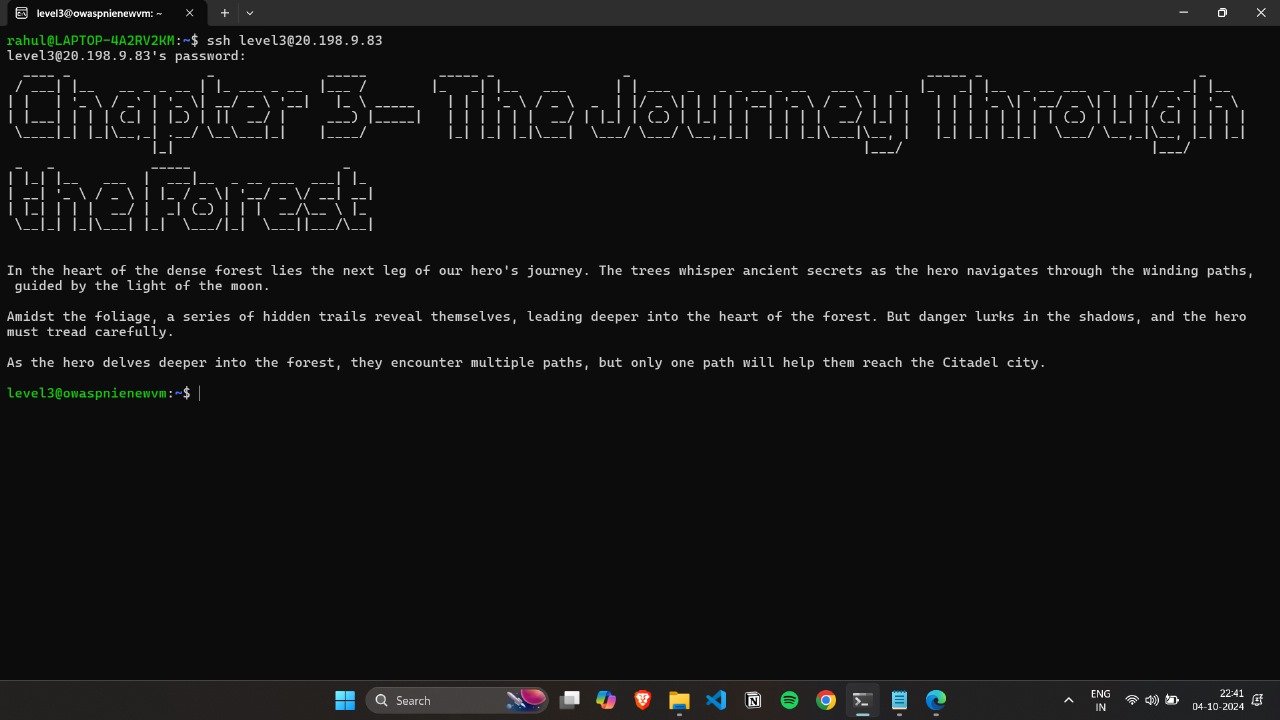 level3@owaspnienewvm: ~
rahul@LAPTOP-4A2RV2KM:~$ ssh level3@20.198.9.83
level3@20.198.9.83's password:
Chapter 3- The Journey Through
the Forest
In the heart of the dense forest lies the next leg of our hero's journey. The trees whisper ancient secrets as the hero navigates through the winding paths,
guided by the light of the moon.
Amidst the foliage, a series of hidden trails reveal themselves, leading deeper into the heart of the forest. But danger lurks in the shadows, and the hero
must tread carefully.
As the hero delves deeper into the forest, they encounter multiple paths, but only one path will help them reach the Citadel city.
level3@owaspnienewvm:~$
Search
ENG
IN
22:41
04-10-2024